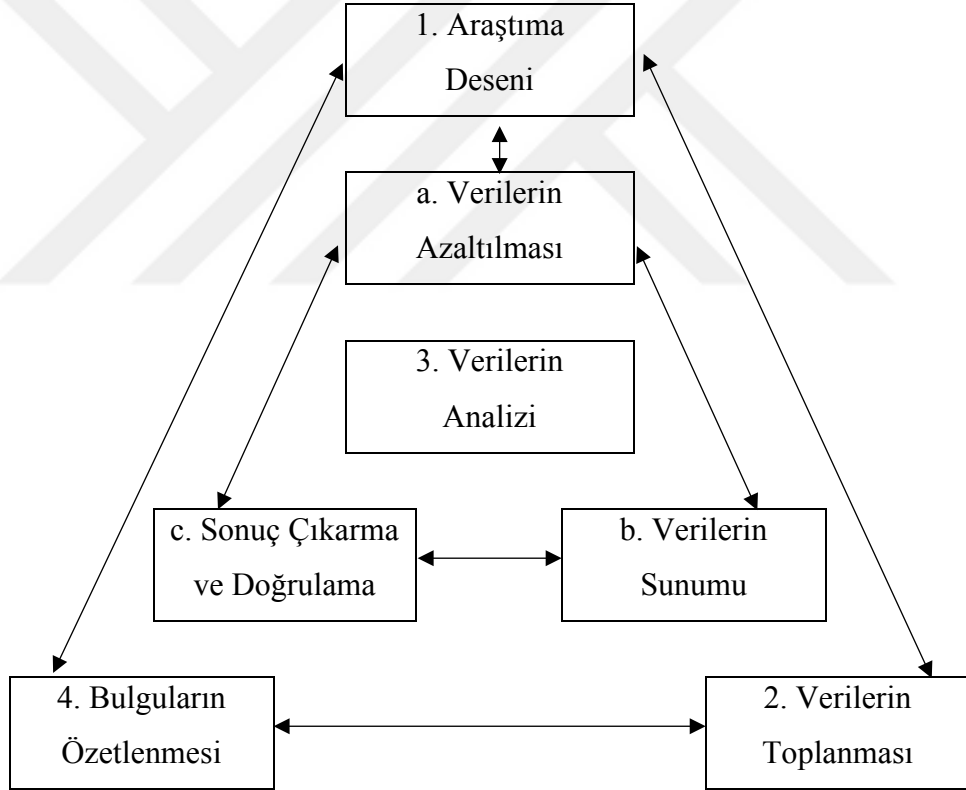 1. Araştıma
Deseni
a. Verilerin
Azaltılması
3. Verilerin
Analizi
c. Sonuç Çıkarma
ve Doğrulama
b. Verilerin
Sunumu
4. Bulguların
Özetlenmesi
2. Verilerin
Toplanması